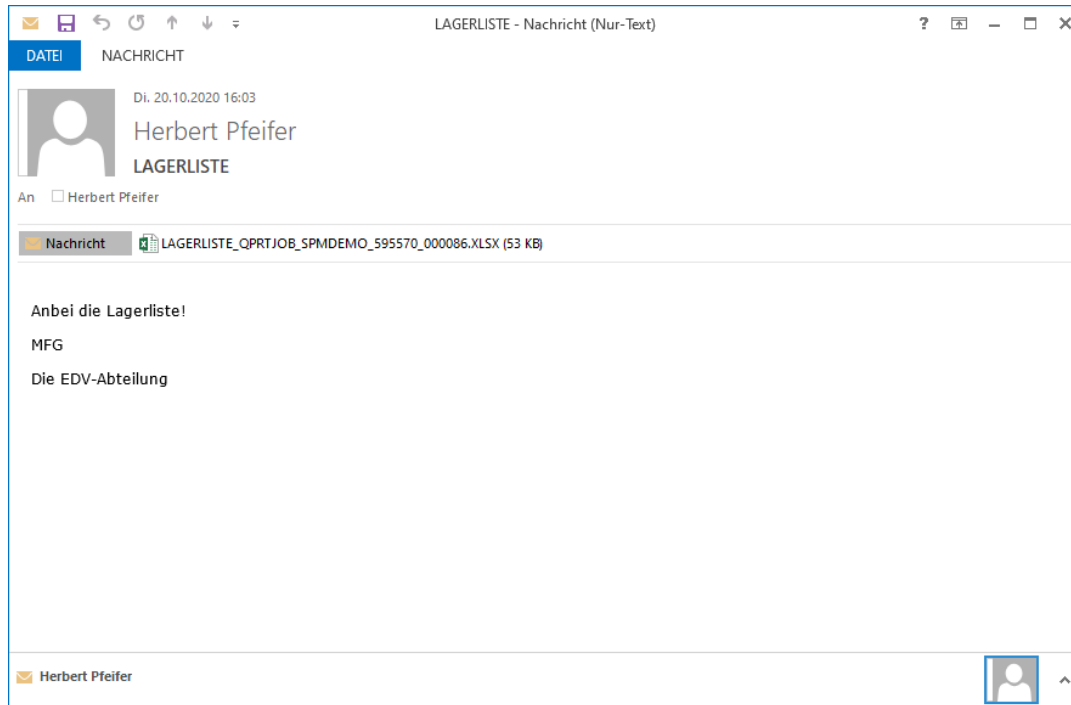 LAGERLISTE - Nachricht (Nur-Text)
DATEI NACHRICHT
Di. 20.10.2020 16:03
Herbert Pfeifer
LAGERLISTE
An Herbert Pfeifer
Nachricht LAGERLISTE_QPRTJOB_SPMDEMO_595570_000086.XLSX (53 KB)
Anbei die Lagerliste!
MFG
Die EDV-Abteilung
Herbert Pfeifer